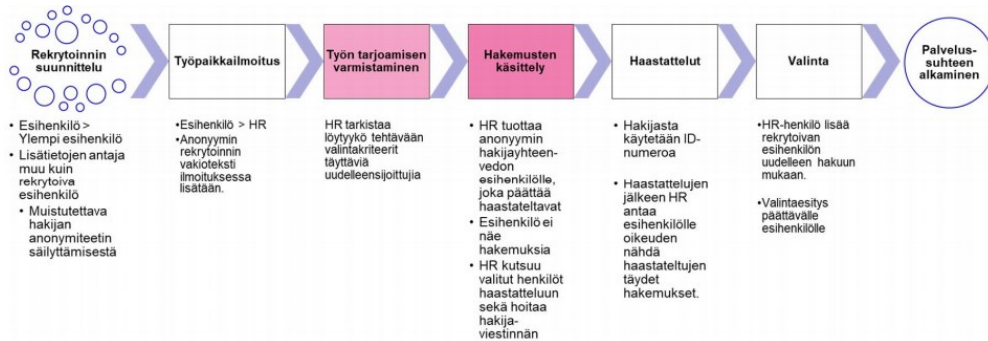 Rekrytoinnin
suunnittelu
Työpaikkailmoitus
Työn tarjoamisen
varmistaminen
Hakemusten
käsittely
Haastattelut
Valinta
Palvelus-
suhteen
alkaminen
• Esihenkilö >
Ylempi esihenkilö
• Lisätietojen antaja
muu kuin
rekrytoiva
esihenkilö
• Muistutettava
hakijan
anonymiteetin
säilyttämisestä
•Esihenkilö > HR
•Anonyymin
rekrytoinnin
vakioteksti
ilmoituksessa
lisätään.
HR tarkistaa
löytyykö tehtävään
valintakriteerit
täyttäviä
uudelleensijoittujia
• HR tuottaa
anonyymin
hakijayhteen-
vedon
esihenkilölle,
joka päättää
haastateltavat
• Esihenkilö ei
näe
hakemuksia
• HR kutsuu
valitut henkilöt
haastatteluun
sekä hoitaa
hakija-
viestinnän
• Hakijasta
käytetään ID-
numeroa
• Haastattelujen
jälkeen HR
antaa
esihenkilölle
oikeuden
nähdä
haastateltujen
täydet
hakemukset.
•HR-henkilö lisää
rekrytoivan
esihenkilön
uudelleen hakuun
mukaan.
•Valintaesitys
päättävälle
esihenkilölle